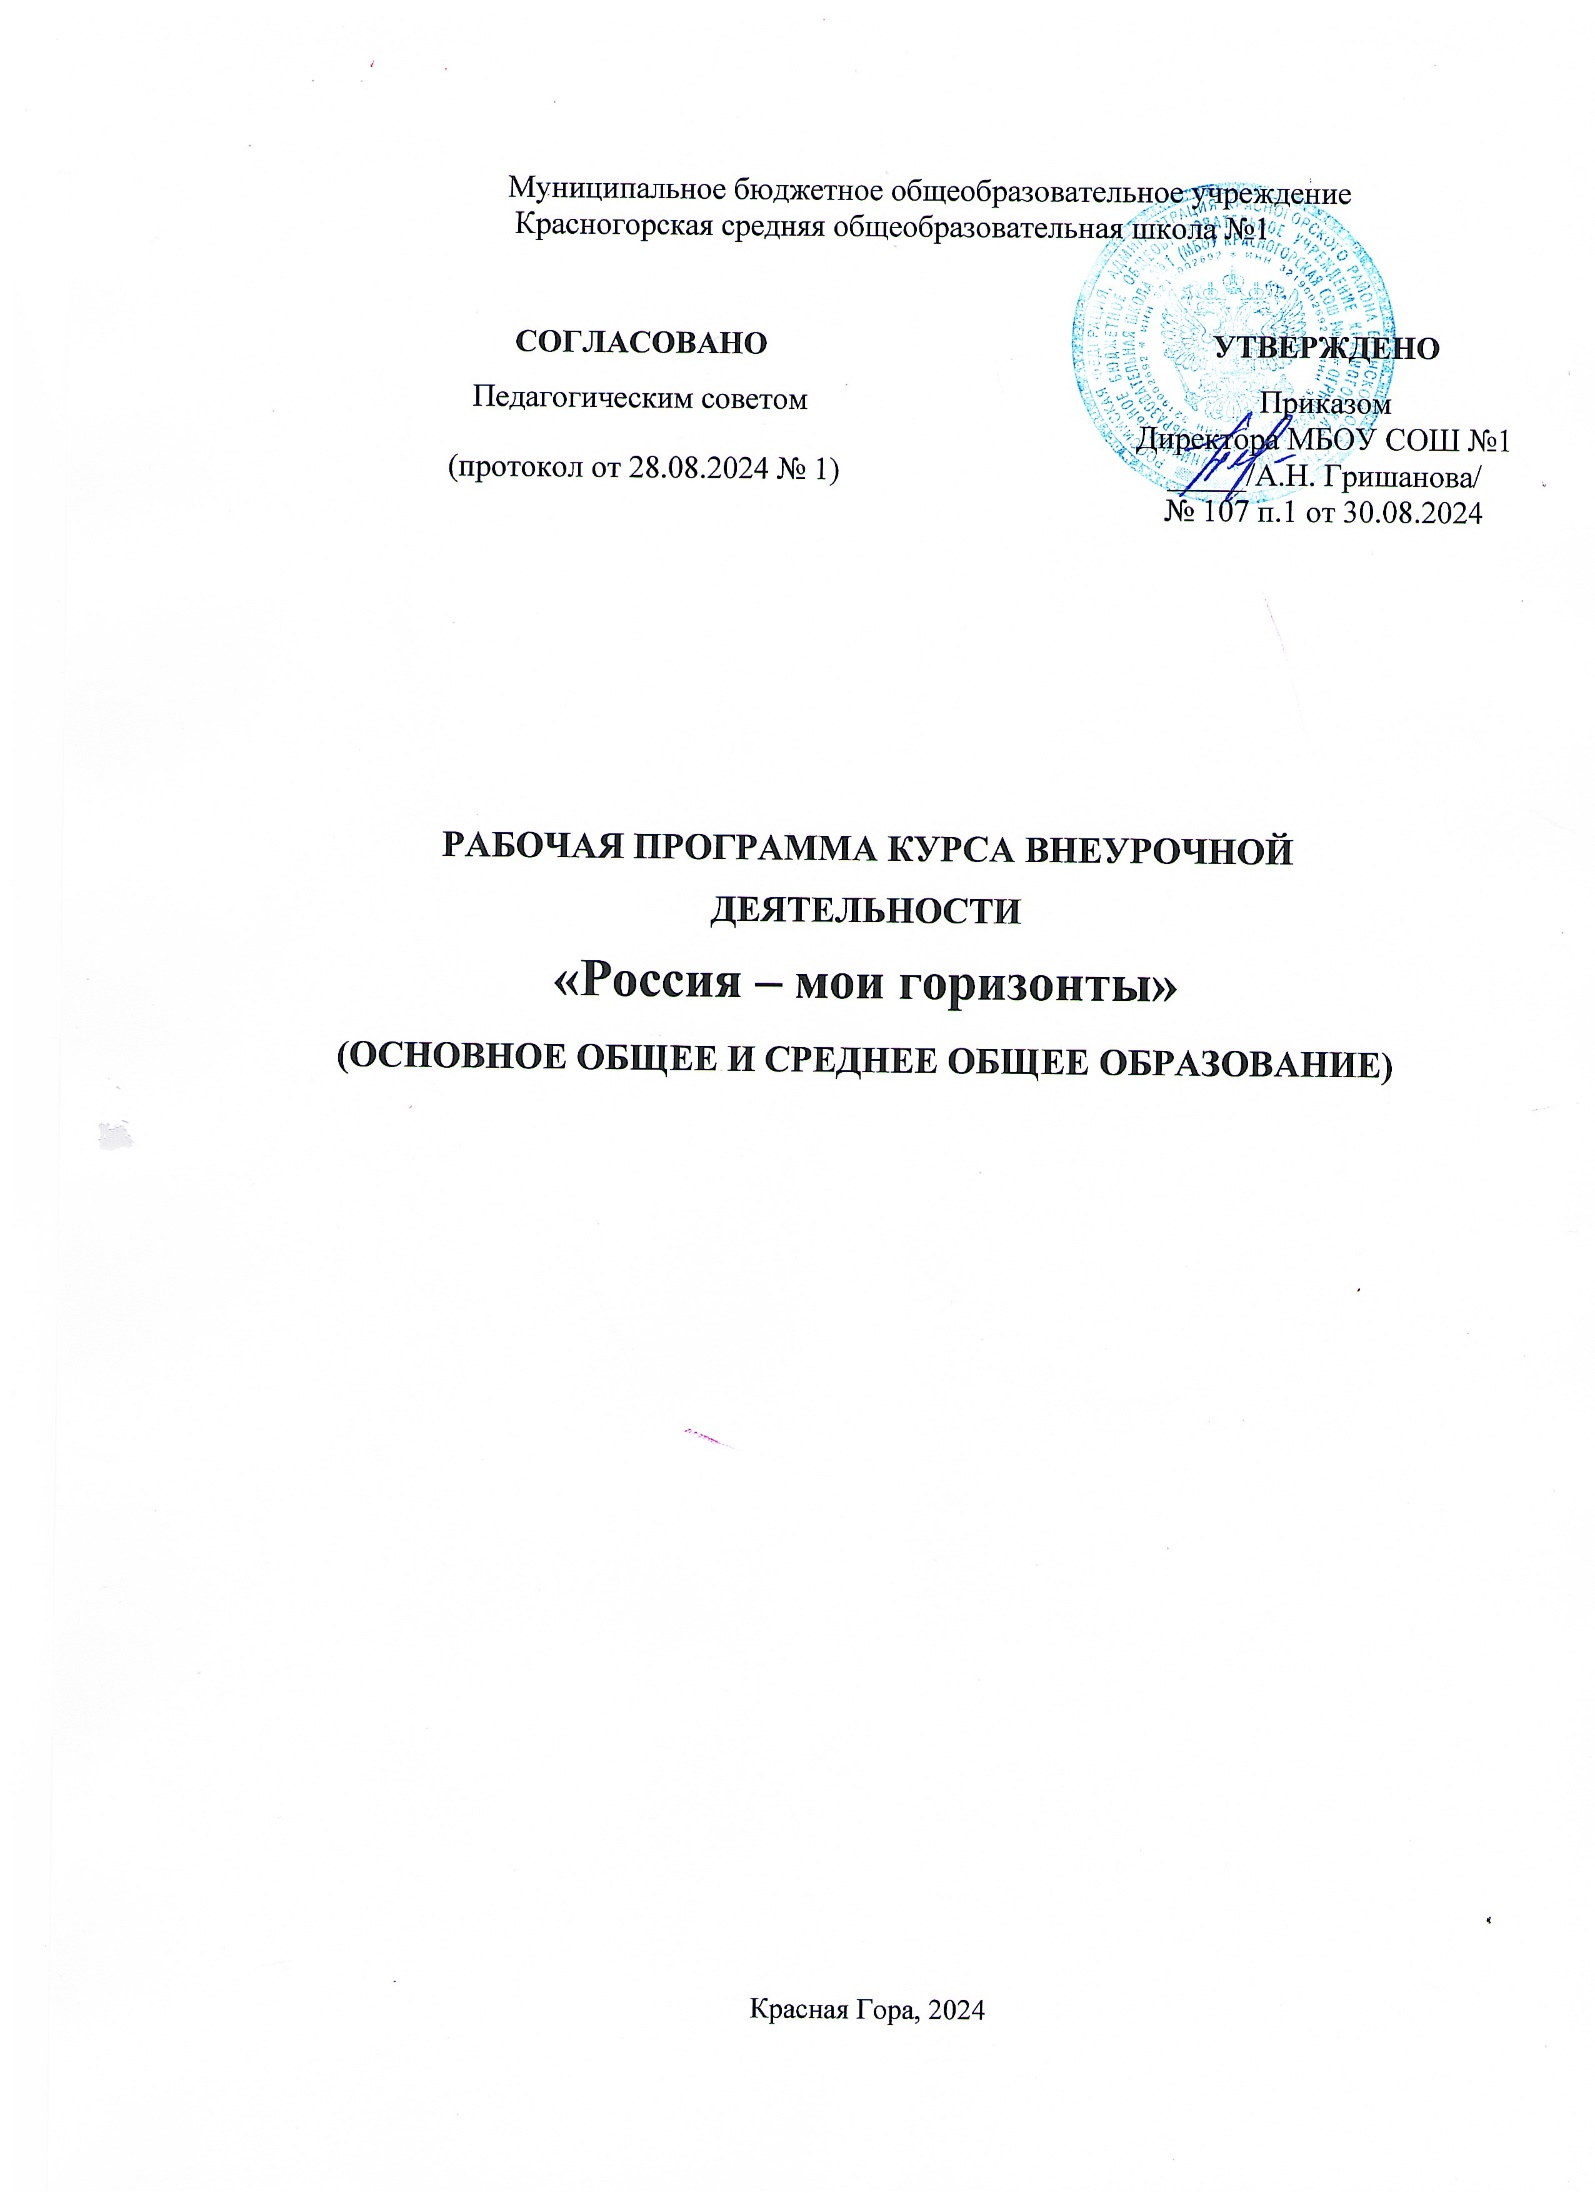 Муниципальное бюджетное общеобразовательное учреждение
Красногорская средняя общеобразовательная школа №1
СОГЛАСОВАНО
Педагогическим советом
(протокол от 28.08.2024 № 1)
УТВЕРЖДЕНО
Приказом
Директора МБОУ СОШ №1
/А.Н. Гришанова/
№ 107 п.1 от 30.08.2024
РАБОЧАЯ ПРОГРАММА КУРСА ВНЕУРОЧНОЙ
ДЕЯТЕЛЬНОСТИ
«Россия – мои горизонты»
(ОСНОВНОЕ ОБЩЕЕ И СРЕДНЕЕ ОБЩЕЕ ОБРАЗОВАНИЕ)
Красная Гора, 2024